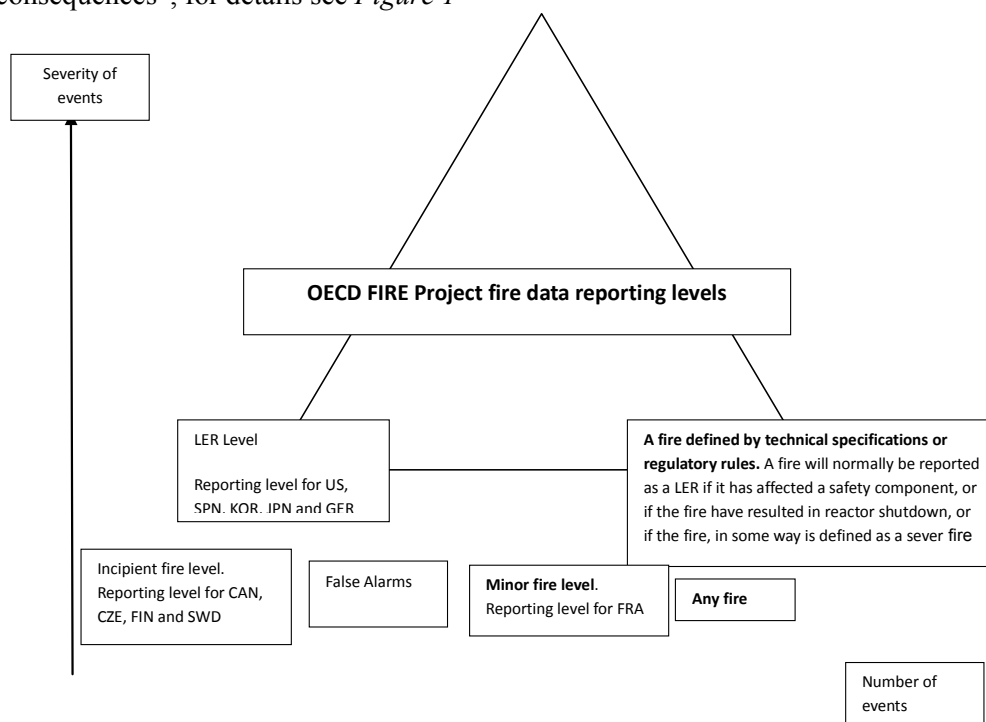 consequences”, for details see Figure 1
Severity of
events
OECD FIRE Project fire data reporting levels
LER Level
Reporting level for US,
SPN, KOR, JPN and GER
A fire defined by technical specifications or
regulatory rules. A fire will normally be reported
as a LER if it has affected a safety component, or
if the fire have resulted in reactor shutdown, or
if the fire, in some way is defined as a sever fire
Incipient fire level.
Reporting level for CAN,
CZE, FIN and SWD
False Alarms
Minor fire level.
Reporting level for FRA
Any fire
Number of
events